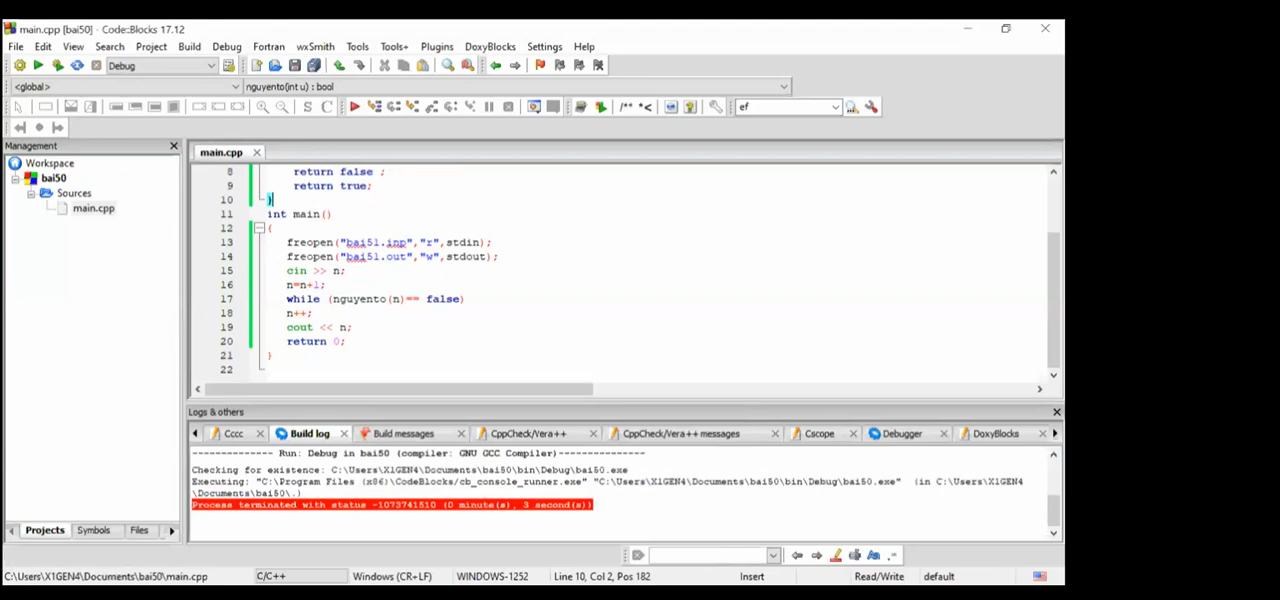 main.cpp [bai50] - Code::Blocks 17.12
File Edit View Search Project Build Debug Fortran wxSmith Tools Tools+ Plugins DoxyBlocks Settings Help
Debug
<global> nguyento(int u) : bool
S C /** *< ef
Management
main.cpp
Workspace
bai50
Sources
main.cpp
8 return false ;
9 return true;
10 }
11 int main()
12 {
13 freopen("bai51.inp","r",stdin);
14 freopen("bai51.out","w",stdout);
15 cin >> n;
16 n=n+1;
17 while (nguyento(n)== false)
18 n++;
19 cout << n;
20 return 0;
21 }
22
Projects Symbols Files
Logs & others
Cccc Build log Build messages CppCheck/Vera++ CppCheck/Vera++ messages Cscope Debugger DoxyBlocks
-------------- Run: Debug in bai50 (compiler: GNU GCC Compiler)---------------
Checking for existence: C:\Users\X1GEN4\Documents\bai50\bin\Debug\bai50.exe
Executing: "C:\Program Files (x86)\CodeBlocks/cb_console_runner.exe" "C:\Users\X1GEN4\Documents\bai50\bin\Debug\bai50.exe"  (in C:\Users\X1GEN4
\Documents\bai50\.)
Process terminated with status -1073741510 (0 minute(s), 3 second(s))
C:\Users\X1GEN4\Documents\bai50\main.cpp C/C++ Windows (CR+LF) WINDOWS-1252 Line 10, Col 2, Pos 182 Insert Read/Write default